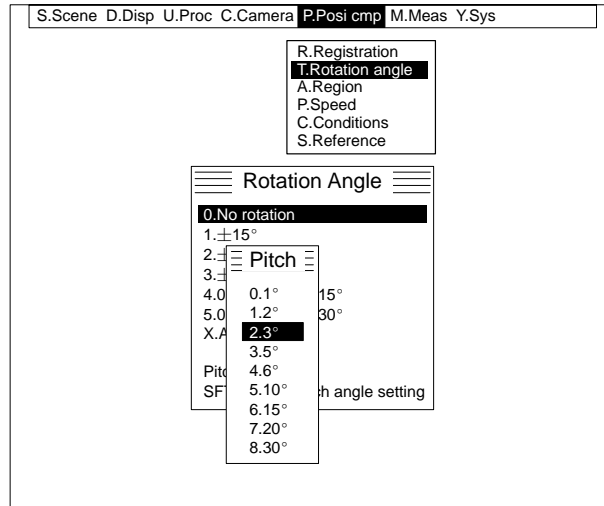 S.Scene D.Disp U.Proc C.Camera P.Posi cmp M.Meas Y.Sys
R.Registration
T.Rotation angle
A.Region
P.Speed
C.Conditions
S.Reference
Rotation Angle
0.No rotation
1.±15°
2.±
3.±
4.0 15°
5.0 30°
X.A
Pitc
SFT h angle setting
Pitch
0.1°
1.2°
2.3°
3.5°
4.6°
5.10°
6.15°
7.20°
8.30°